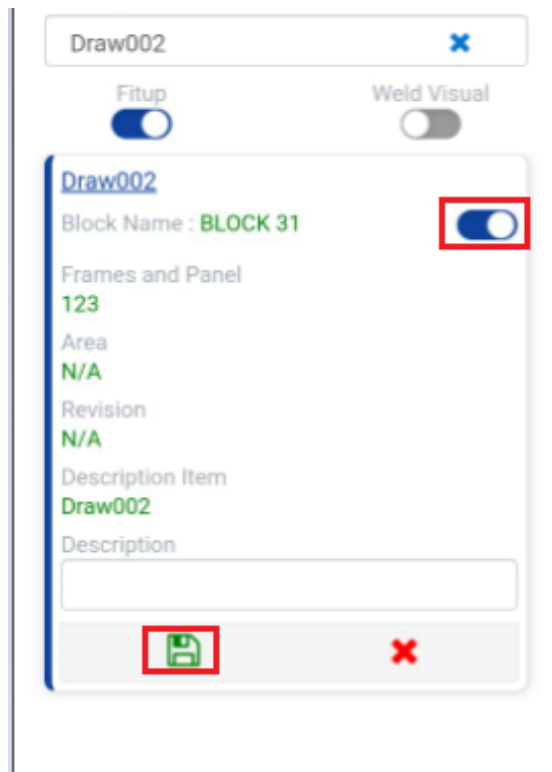 Draw002
Fitup Weld Visual
Draw002
Block Name : BLOCK 31
Frames and Panel
123
Area
N/A
Revision
N/A
Description Item
Draw002
Description